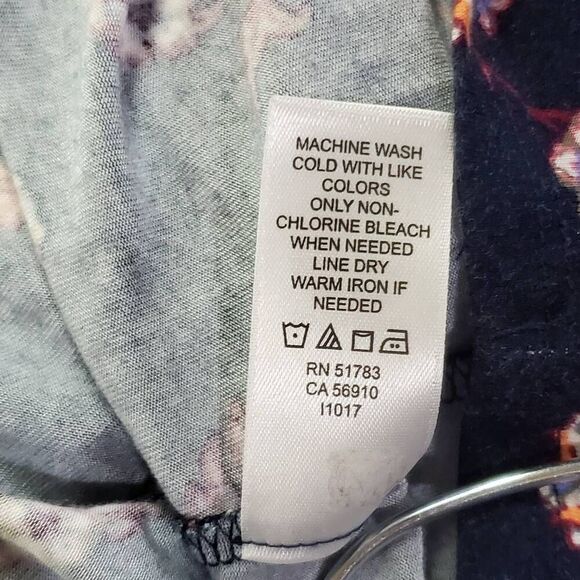 MACHINE WASH
COLD WITH LIKE
COLORS
ONLY NON-
CHLORINE BLEACH
WHEN NEEDED
LINE DRY
WARM IRON IF
NEEDED
RN 51783
CA 56910
I1017